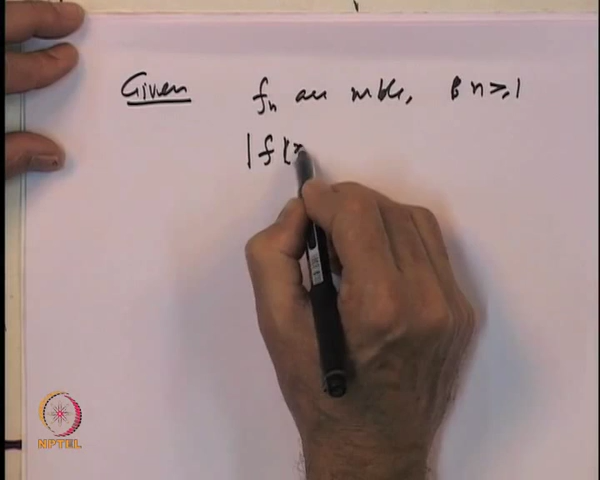 Given fn are mble, n ≥ 1
|f(x
NPTEL